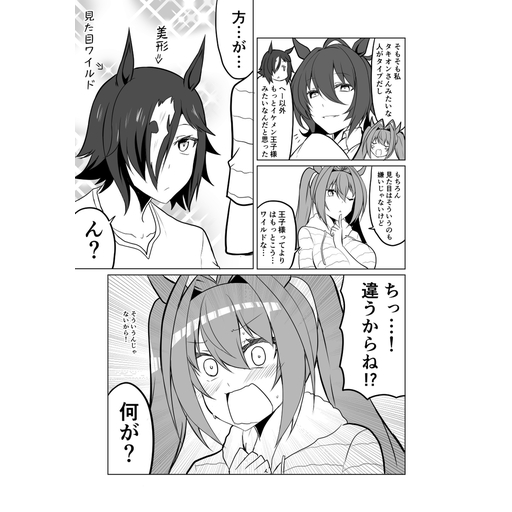 そもそも私
タキオンさんみたいな
人がタイプだし
へー以外
もっとイケメン王子様
みたいなんだと思った
もちろん
見た目はそういうのも
嫌いじゃないけど
王子様ってより
はもっとこう…
ワイルドな…
方…が…
美形
見た目ワイルド
ん?
ちっ…!
違うからね!?
そういうんじゃ
ないから!
何が?